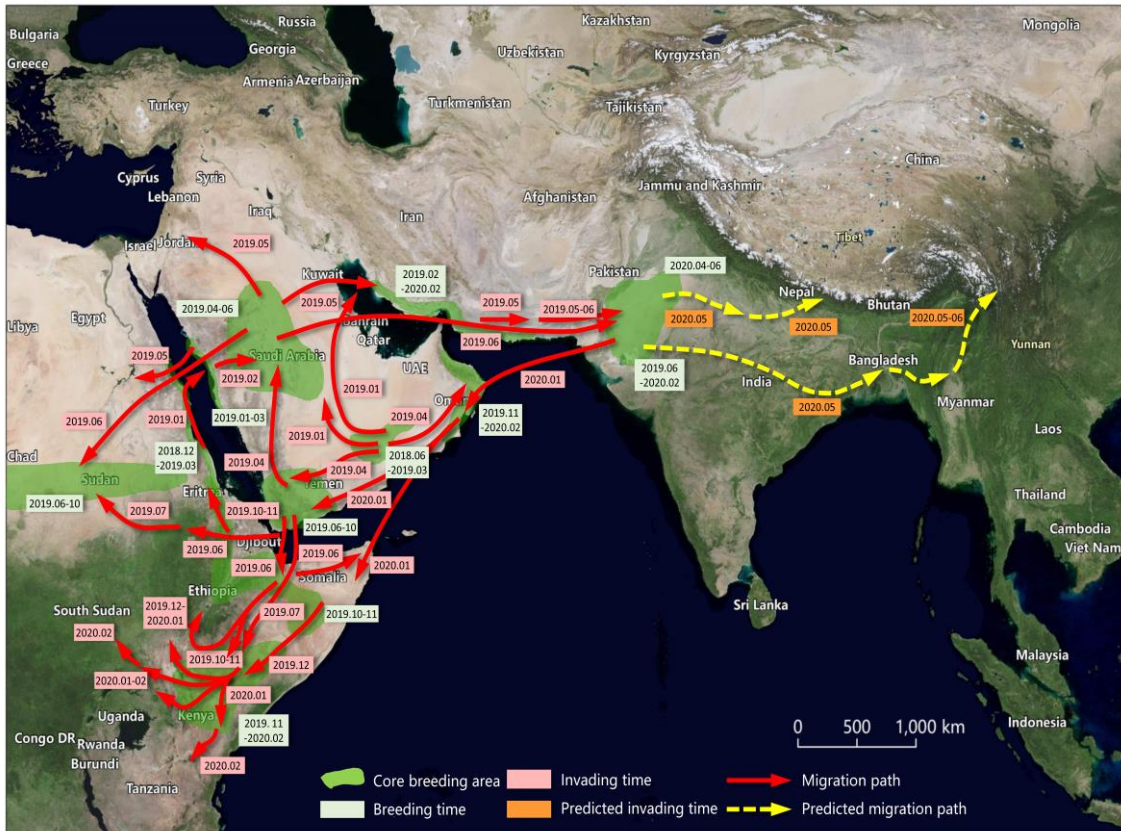 Bulgaria
Russia
Kazakhstan
Mongolia
Greece
Georgia
Uzbekistan
Kyrgyzstan
Armenia
Azerbaijan
Turkey
Turkmenistan
Tajikistan
China
Cyprus
Syria
Lebanon
Jammu and Kashmir
Afghanistan
Iraq
Iran
Israel
Jordan
2019.05
Tibet
Kuwait
2019.02
-2020.02
Pakistan
2020.04-06
Nepal
Bhutan
2019.04-06
2019.05
2019.05
2019.05-06
2020.05
2020.05
2020.05-06
Libya
Egypt
Bahrain
Qatar
2019.06
Yunnan
2019.05
Saudi Arabia
UAE
2020.01
2019.06
-2020.02
Bangladesh
India
2019.02
2019.01
Oman
2020.05
Myanmar
2019.06
2019.01
2019.01-03
2019.04
2019.11
-2020.02
Laos
2019.01
Chad
2018.12
-2019.03
2019.04
2019.04
2018.06
-2019.03
Sudan
Yemen
Thailand
2019.06-10
Eritrea
2020.01
2019.07
2019.10-11
2019.06-10
Cambodia
Viet Nam
2019.06
Djibouti
2019.06
2019.06
2020.01
Somalia
Ethiopia
Sri Lanka
South Sudan
2019.12-
2020.01
2019.07
2019.10-11
2020.02
Malaysia
2019.10-11
2019.12
2020.01-02
2020.01
Uganda
Kenya
2019. 11
-2020.02
0 500 1,000 km
Indonesia
Congo DR
Rwanda
Burundi
2020.02
Tanzania
Core breeding area
Invading time
Migration path
Breeding time
Predicted invading time
Predicted migration path